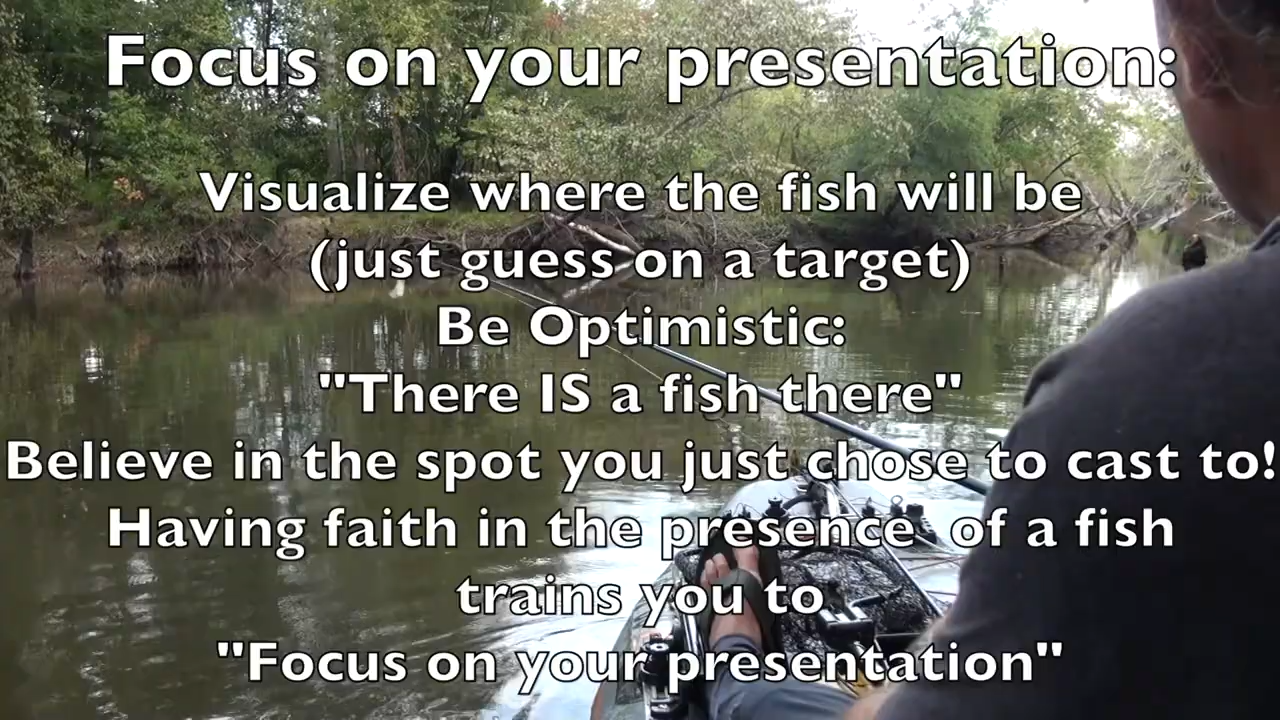 Focus on your presentation:
Visualize where the fish will be
(just guess on a target)
Be Optimistic:
"There IS a fish there"
Believe in the spot you just chose to cast to!
Having faith in the presence  of a fish
trains you to
"Focus on your presentation"